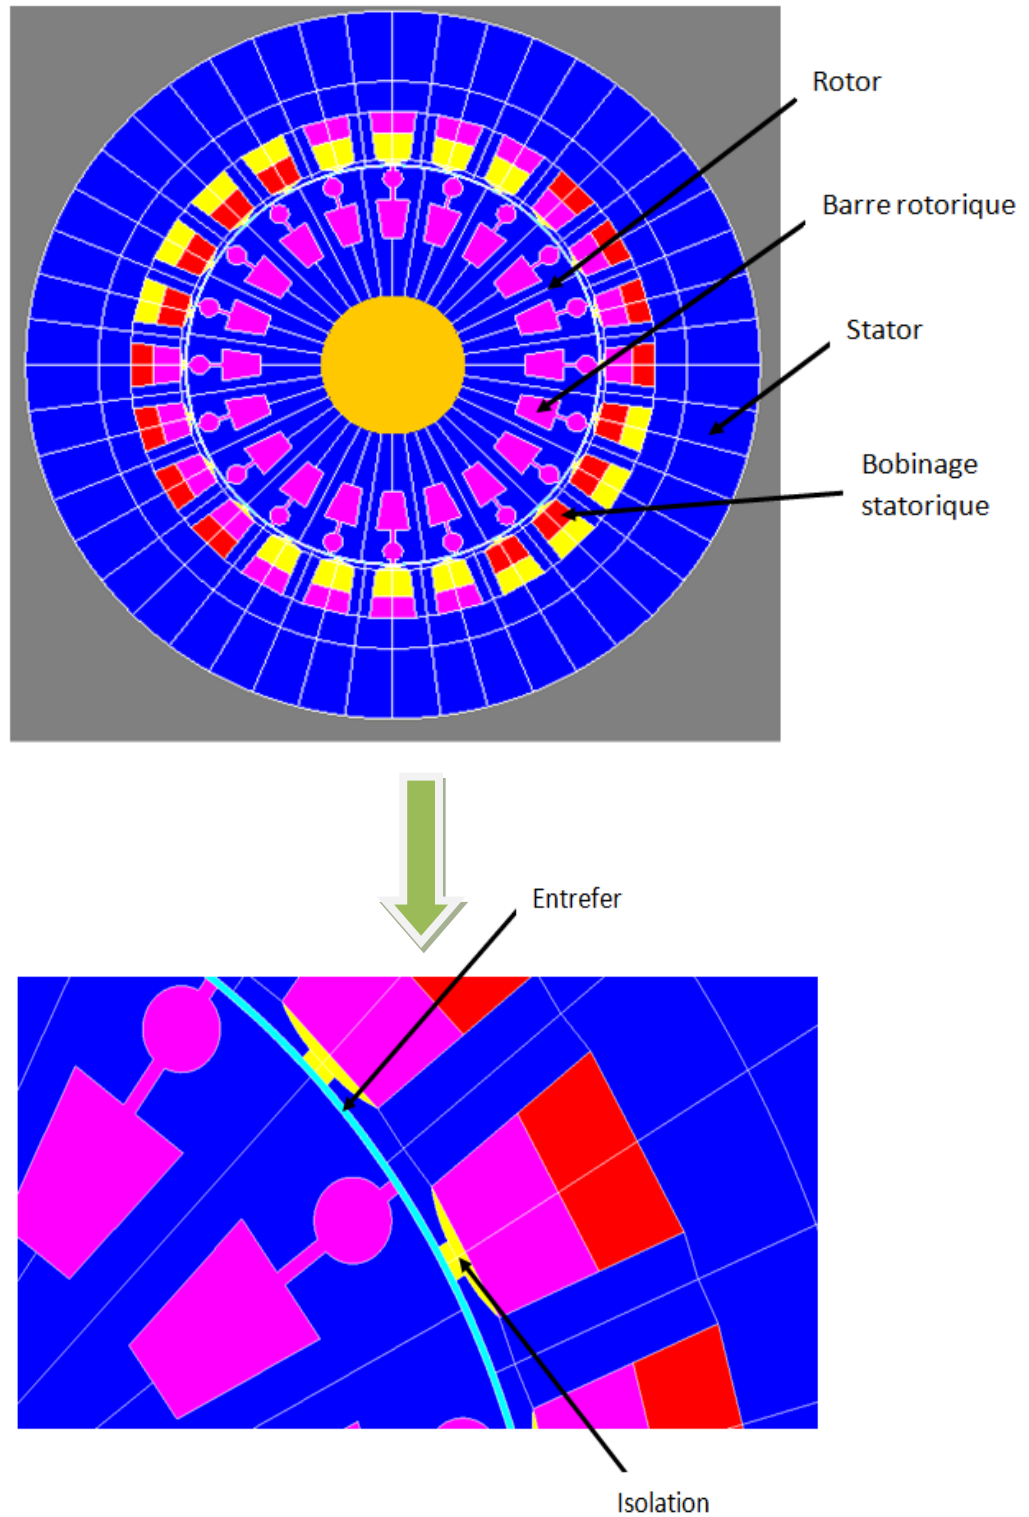 Rotor
Barre rotorique
Stator
Bobinage
statorique
Entrefer
Isolation